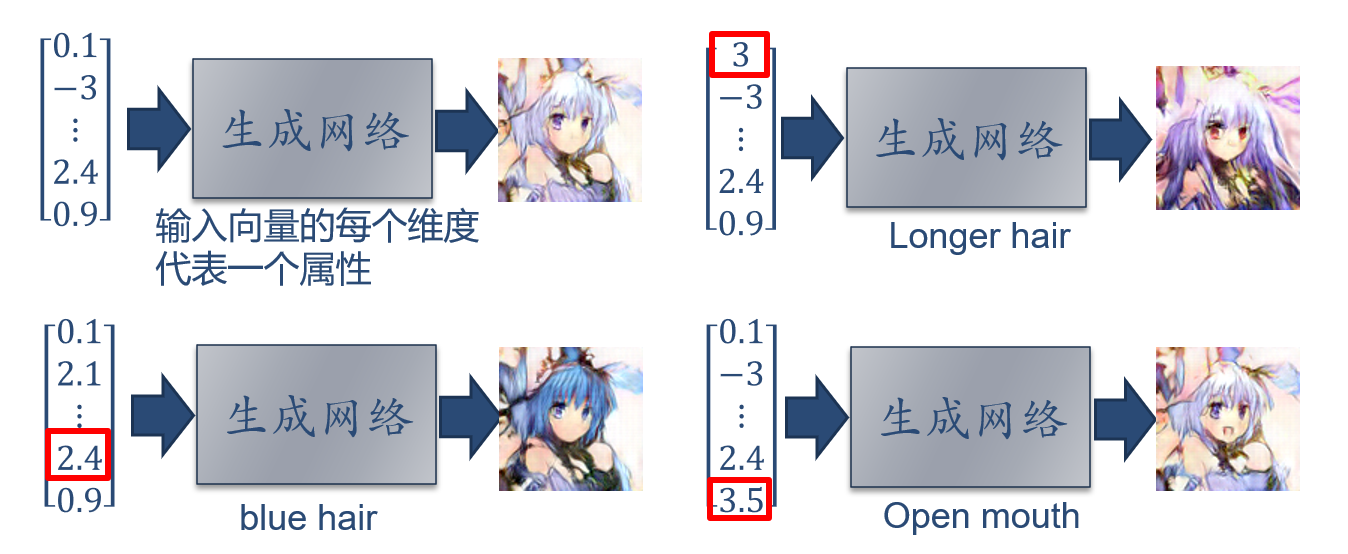 0.1
−3
⋮
2.4
0.9
生成网络
输入向量的每个维度
代表一个属性
3
−3
⋮
2.4
0.9
生成网络
Longer hair
0.1
2.1
⋮
2.4
0.9
生成网络
blue hair
0.1
−3
⋮
2.4
3.5
生成网络
Open mouth